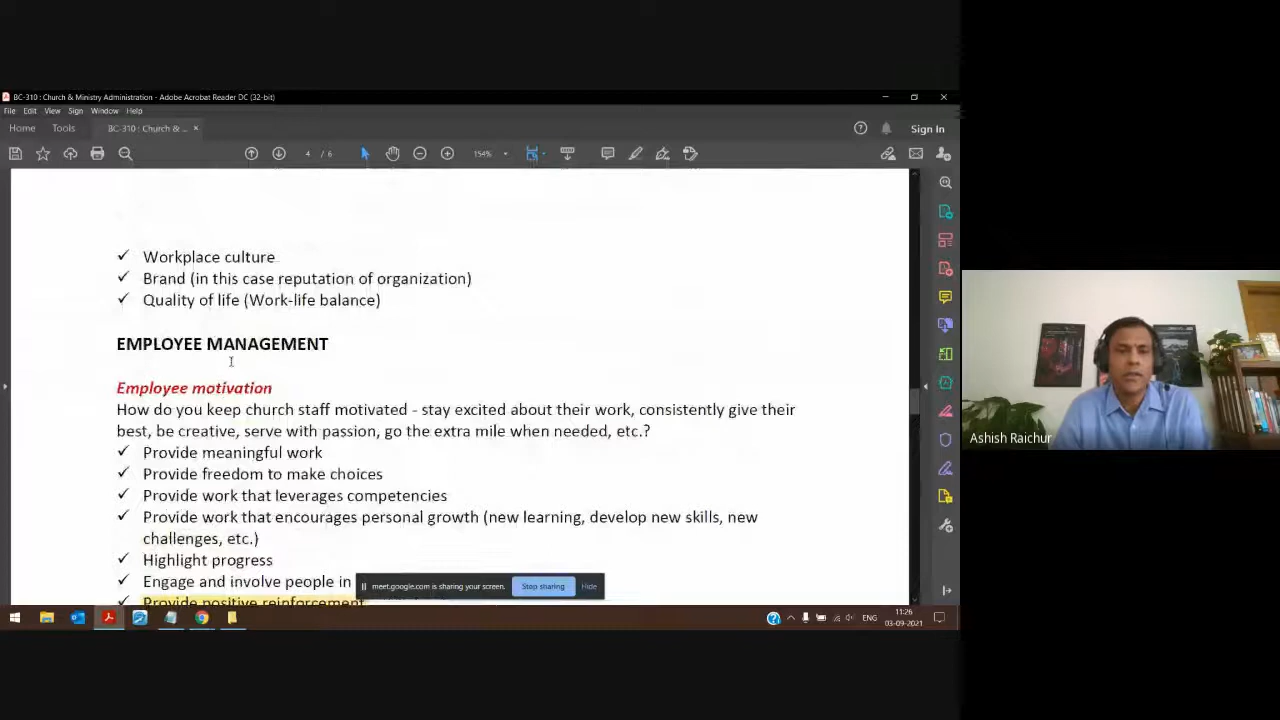 BC-310 : Church & Ministry Administration - Adobe Acrobat Reader DC (32-bit)
File Edit View Sign Window Help
Home Tools BC-310 : Church & ... × Sign In
4 / 6 154%
✓ Workplace culture
✓ Brand (in this case reputation of organization)
✓ Quality of life (Work-life balance)
EMPLOYEE MANAGEMENT
Employee motivation
How do you keep church staff motivated - stay excited about their work, consistently give their
best, be creative, serve with passion, go the extra mile when needed, etc.?
✓ Provide meaningful work
✓ Provide freedom to make choices
✓ Provide work that leverages competencies
✓ Provide work that encourages personal growth (new learning, develop new skills, new
challenges, etc.)
✓ Highlight progress
✓ Engage and involve people in
✓ Provide positive reinforcement
meet.google.com is sharing your screen. Stop sharing Hide
ENG 11:26
03-09-2021
Ashish Raichur